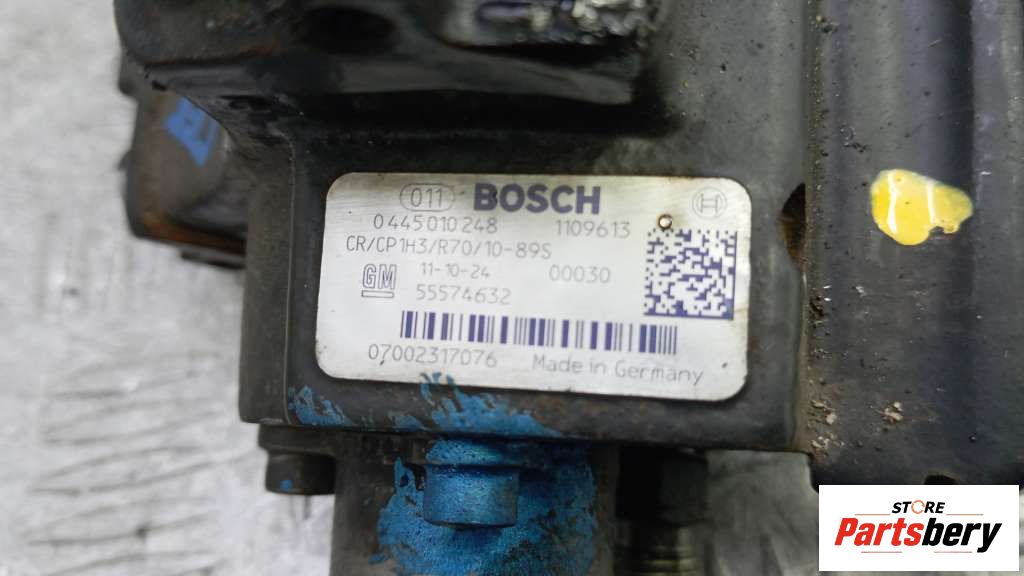 011 BOSCH
0445010248 1109613
CR/CP1H3/R70/10-89S
GM 11-10-24 00030
55574632
07002317076 Made in Germany
STORE
Partsbery